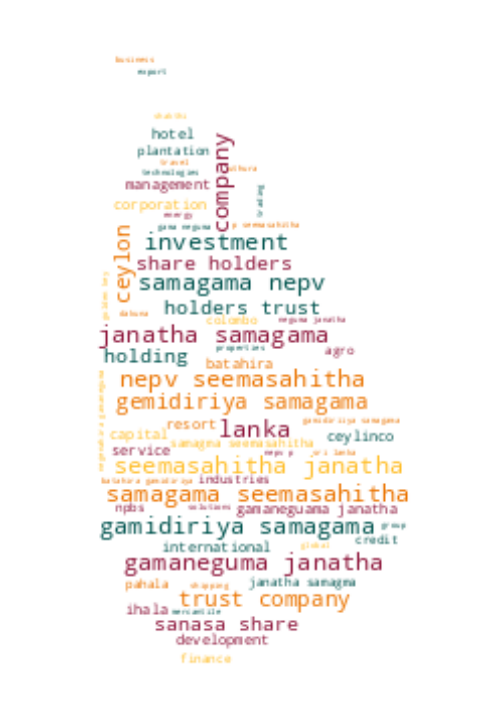 business
export
shakthi
hotel
plantation
company
travel
technologies
management
corporation
trading
energy
gama neguma
p seemasahitha
ceylon
investment
share holders
samagama nepv
holders trust
dakuna
colombo
neguma janatha
janatha samagama
holding
properties
agro
batahira
nepv seemasahitha
gemidiriya samagama
resort
lanka
gamidiriya samagama
capital
ceylinco
samagma seemasahitha
service
nepv p
sri lanka
seemasahitha janatha
batahira gamidiriya
industries
samagama seemasahitha
npbs
solutions
gamaneguama janatha
gamidiriya samagama
group
credit
international
global
gamaneguma janatha
pahala
shipping
janatha samagma
trust company
ihala
mercantile
sanasa share
development
finance